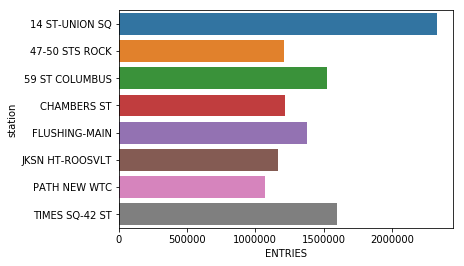 14 ST-UNION SQ
47-50 STS ROCK
59 ST COLUMBUS
CHAMBERS ST
FLUSHING-MAIN
JKSN HT-ROOSVLT
PATH NEW WTC
TIMES SQ-42 ST
station
0 500000 1000000 1500000 2000000
ENTRIES